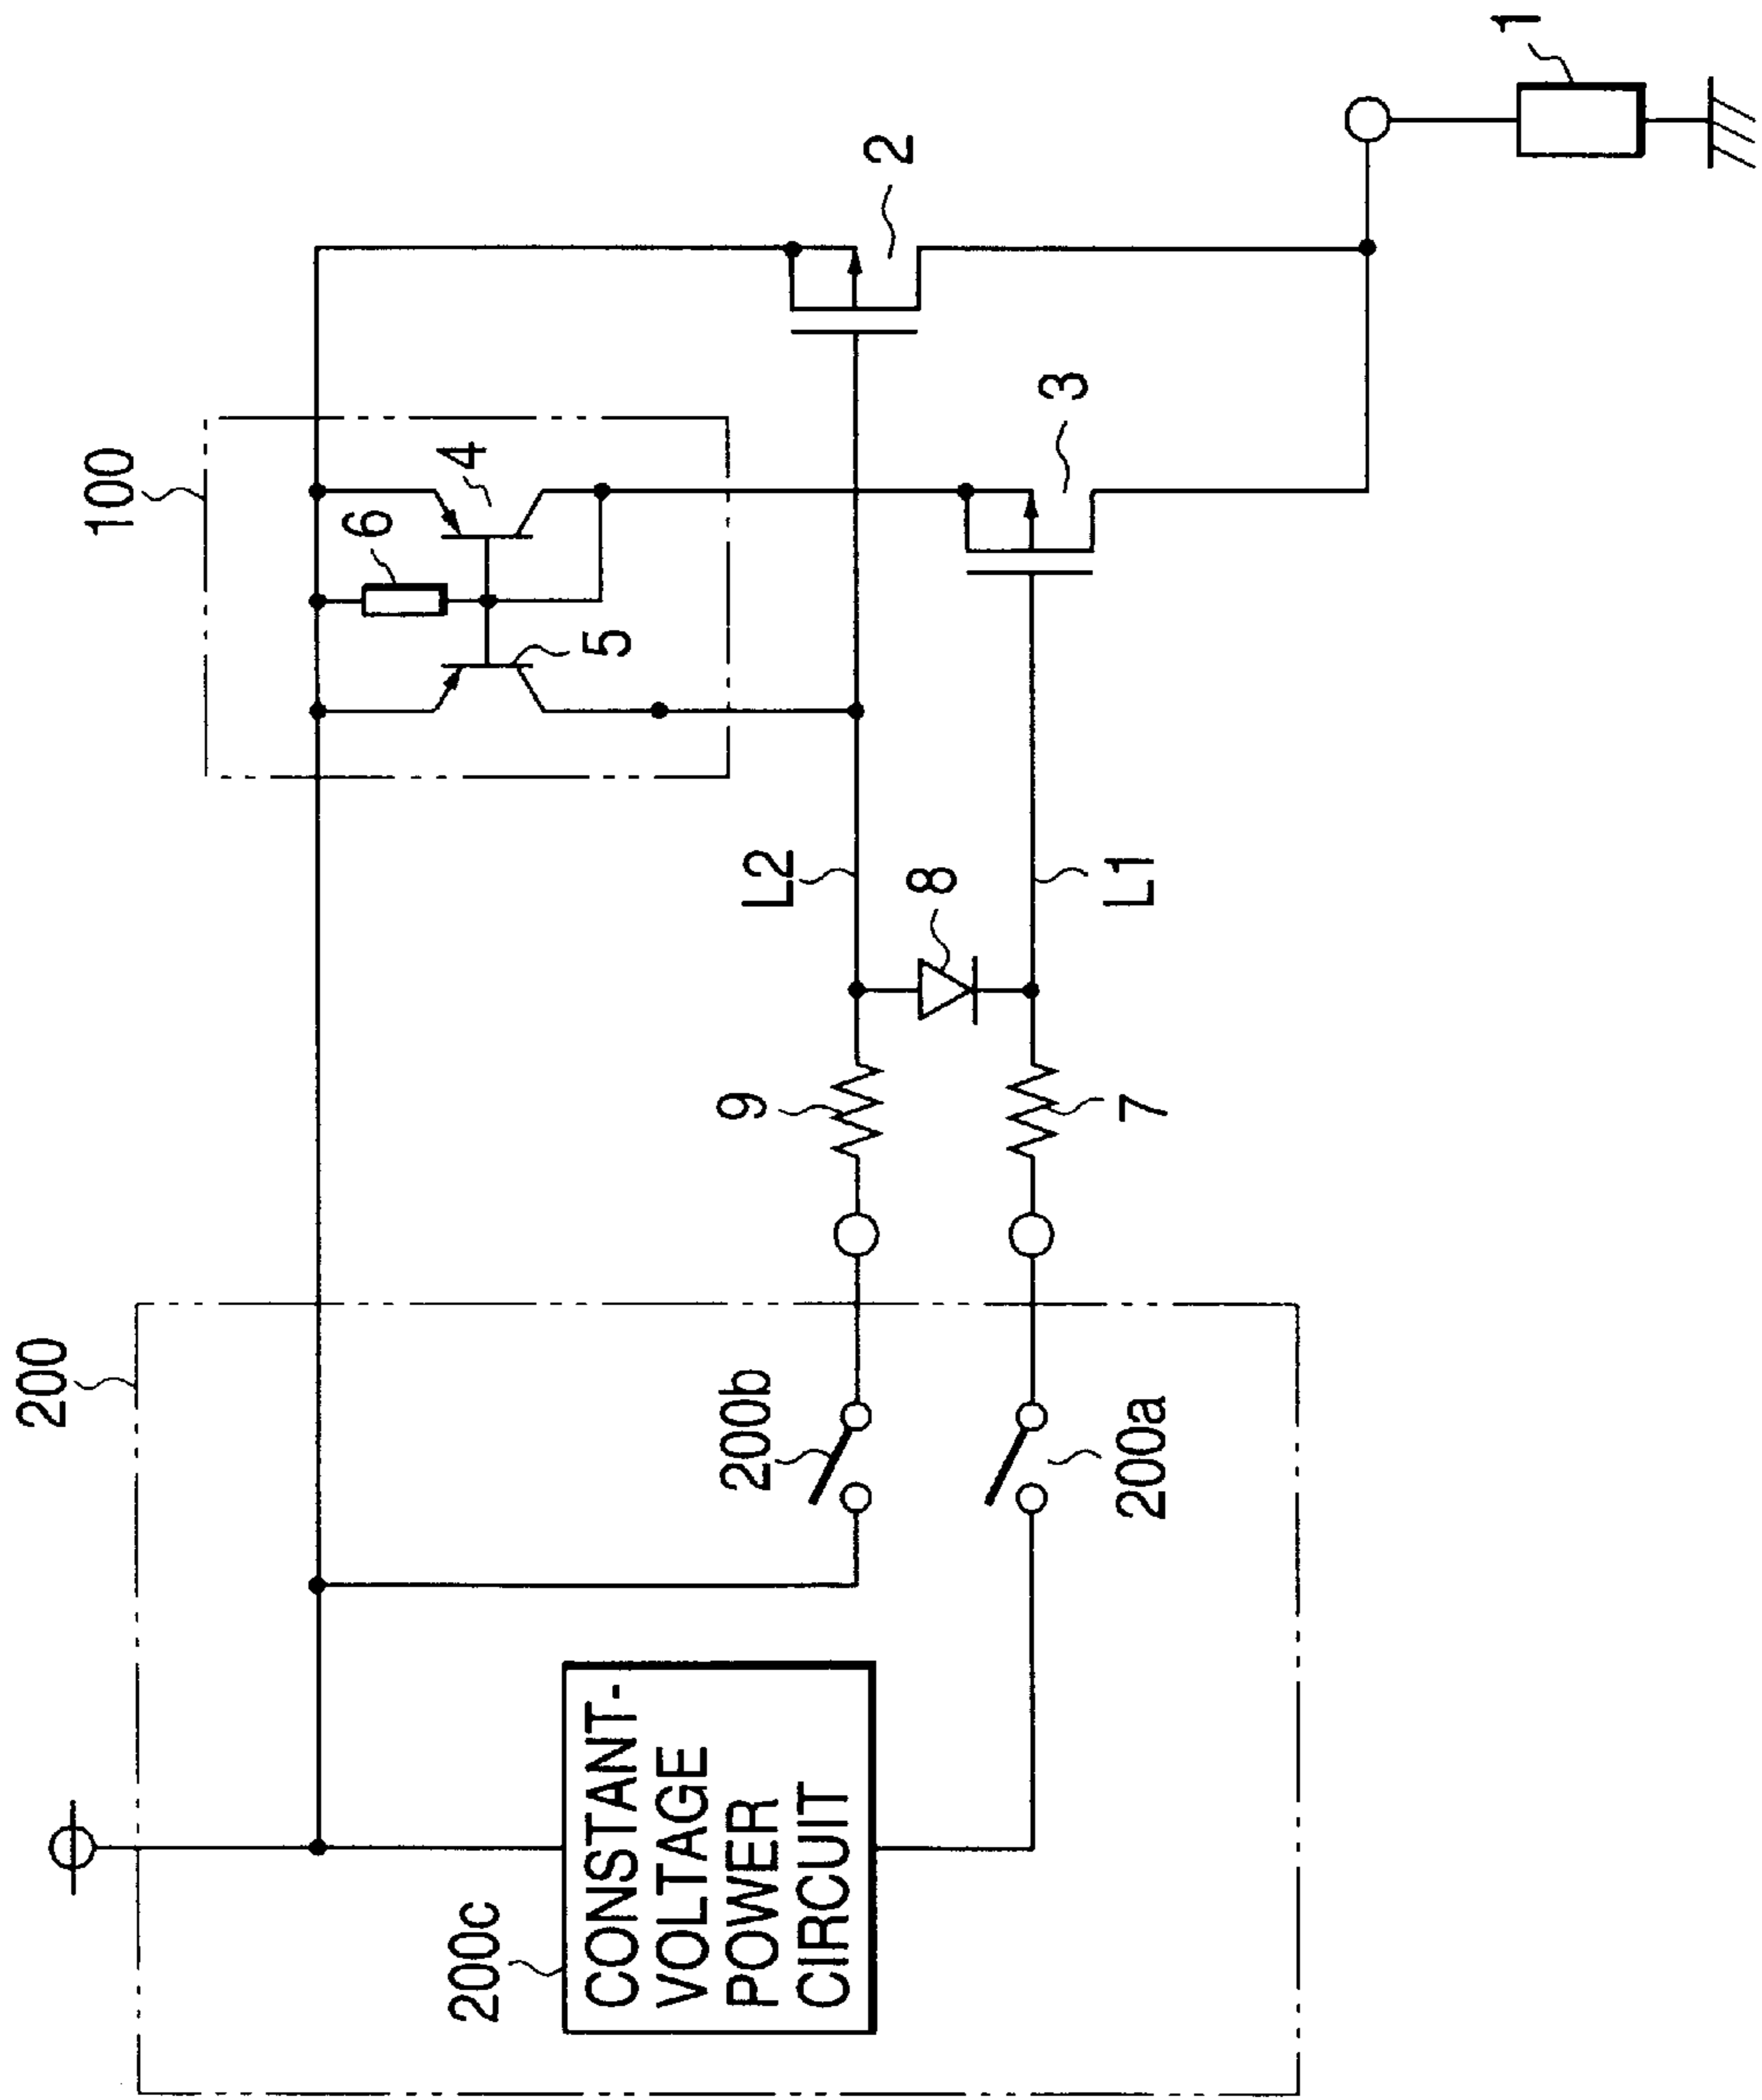 200
200c
CONSTANT-
VOLTAGE
POWER
CIRCUIT
200b
200a
9
7
L2
8
L1
100
6
4
5
2
3
1